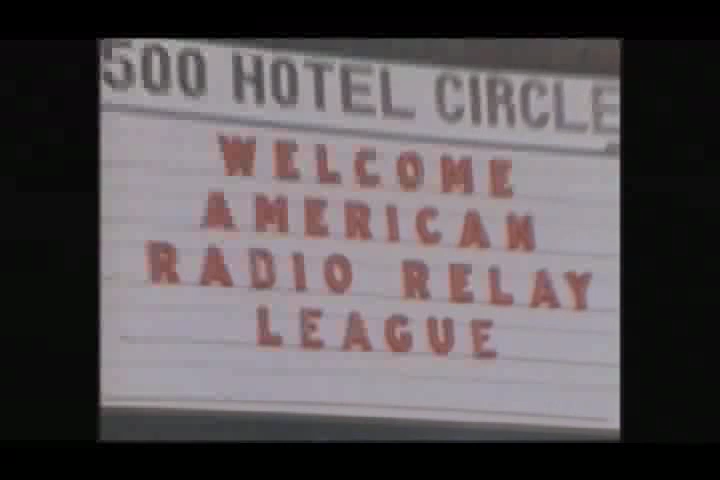 500 HOTEL CIRCLE
WELCOME
AMERICAN
RADIO RELAY
LEAGUE